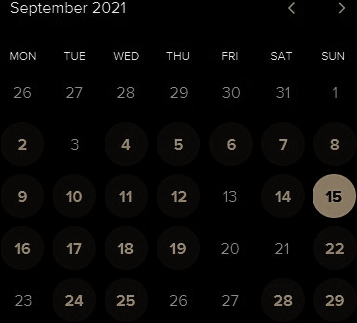 September 2021
MON TUE WED THU FRI SAT SUN
26 27 28 29 30 31 1
2 3 4 5 6 7 8
9 10 11 12 13 14 15
16 17 18 19 20 21 22
23 24 25 26 27 28 29